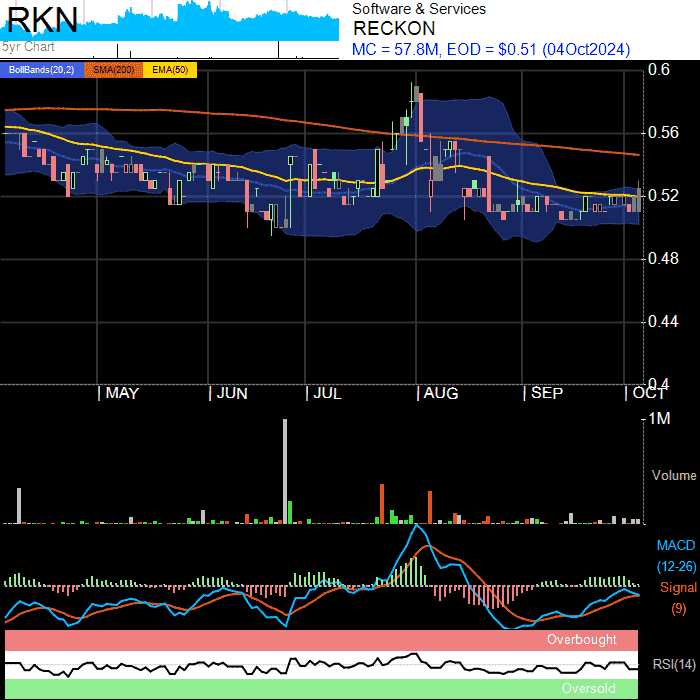 RKN
5yr Chart
Software & Services
RECKON
MC = 57.8M, EOD = $0.51 (04Oct2024)
BollBands(20,2) SMA(200) EMA(50)
0.6
0.56
0.52
0.48
0.44
0.4
MAY JUN JUL AUG SEP OCT
1M
Volume
MACD
(12-26)
Signal
(9)
Overbought
RSI(14)
Oversold